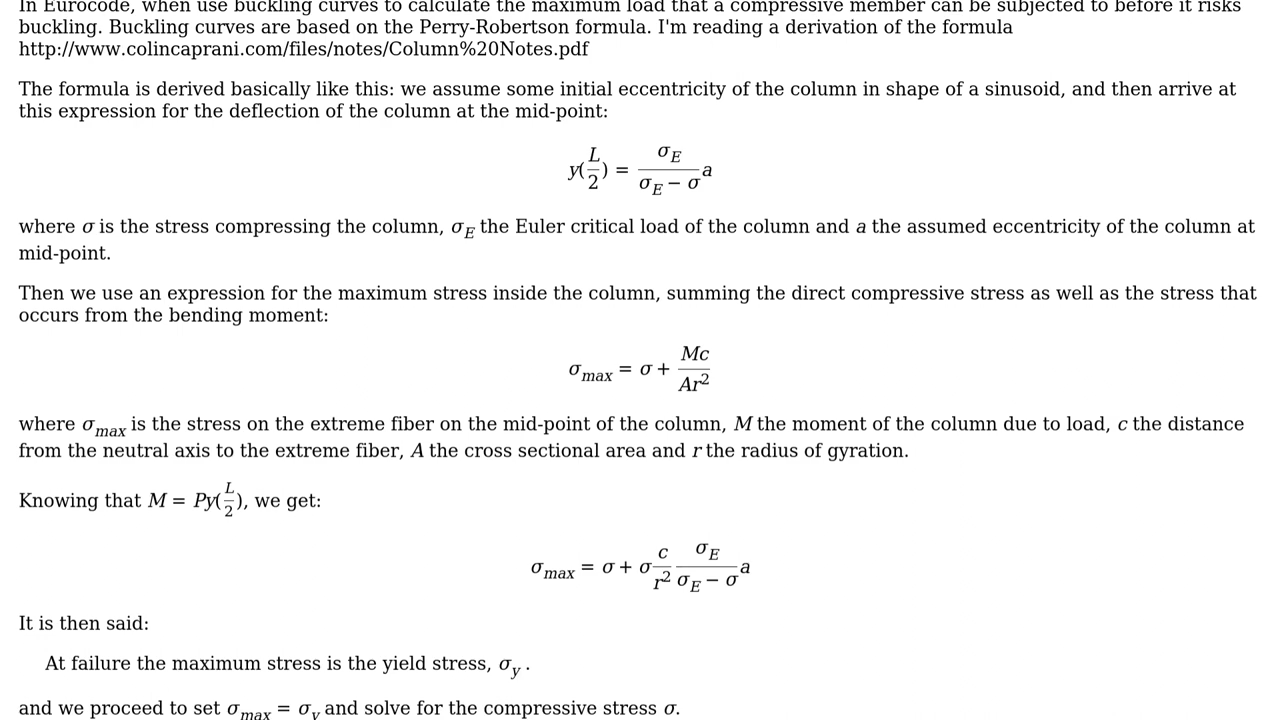 In Eurocode, when use buckling curves to calculate the maximum load that a compressive member can be subjected to before it risks
buckling. Buckling curves are based on the Perry-Robertson formula. I'm reading a derivation of the formula
http://www.colincaprani.com/files/notes/Column%20Notes.pdf
The formula is derived basically like this: we assume some initial eccentricity of the column in shape of a sinusoid, and then arrive at
this expression for the deflection of the column at the mid-point:
y(L/2) = σ_E/(σ_E − σ) a
where σ is the stress compressing the column, σ_E the Euler critical load of the column and a the assumed eccentricity of the column at
mid-point.
Then we use an expression for the maximum stress inside the column, summing the direct compressive stress as well as the stress that
occurs from the bending moment:
σ_max = σ + Mc/Ar²
where σ_max is the stress on the extreme fiber on the mid-point of the column, M the moment of the column due to load, c the distance
from the neutral axis to the extreme fiber, A the cross sectional area and r the radius of gyration.
Knowing that M = Py(L/2), we get:
σ_max = σ + σ c/r² σ_E/(σ_E − σ) a
It is then said:
At failure the maximum stress is the yield stress, σ_y .
and we proceed to set σ_max = σ_y and solve for the compressive stress σ.